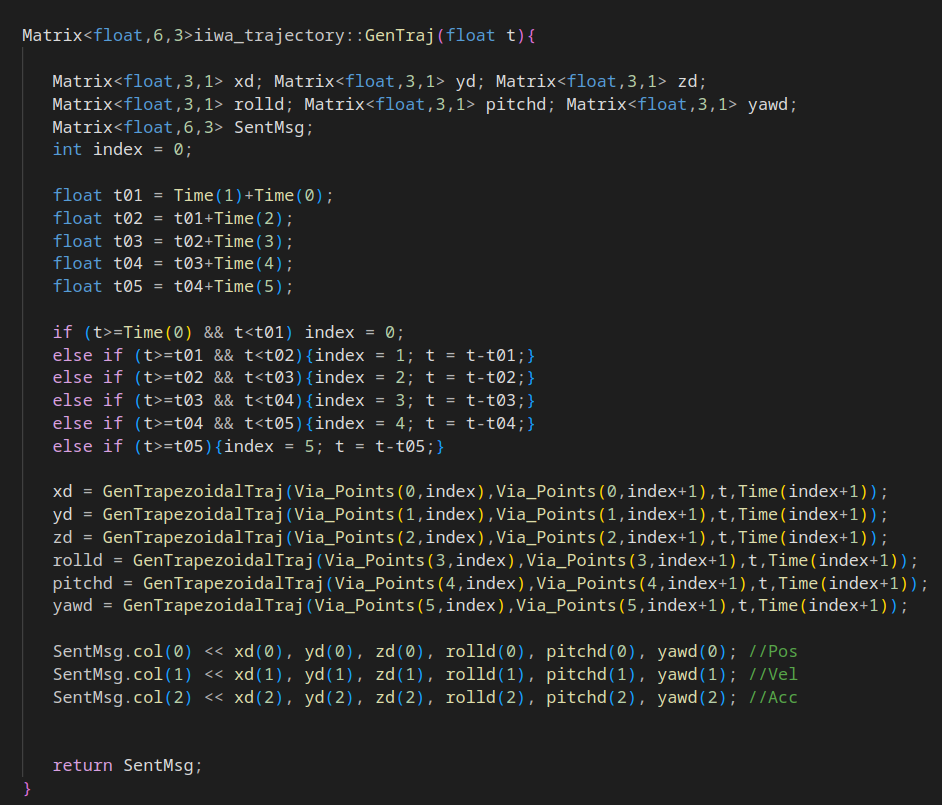 Matrix<float,6,3>iiwa_trajectory::GenTraj(float t){
Matrix<float,3,1> xd; Matrix<float,3,1> yd; Matrix<float,3,1> zd;
Matrix<float,3,1> rolld; Matrix<float,3,1> pitchd; Matrix<float,3,1> yawd;
Matrix<float,6,3> SentMsg;
int index = 0;
float t01 = Time(1)+Time(0);
float t02 = t01+Time(2);
float t03 = t02+Time(3);
float t04 = t03+Time(4);
float t05 = t04+Time(5);
if (t>=Time(0) && t<t01) index = 0;
else if (t>=t01 && t<t02){index = 1; t = t-t01;}
else if (t>=t02 && t<t03){index = 2; t = t-t02;}
else if (t>=t03 && t<t04){index = 3; t = t-t03;}
else if (t>=t04 && t<t05){index = 4; t = t-t04;}
else if (t>=t05){index = 5; t = t-t05;}
xd = GenTrapezoidalTraj(Via_Points(0,index),Via_Points(0,index+1),t,Time(index+1));
yd = GenTrapezoidalTraj(Via_Points(1,index),Via_Points(1,index+1),t,Time(index+1));
zd = GenTrapezoidalTraj(Via_Points(2,index),Via_Points(2,index+1),t,Time(index+1));
rolld = GenTrapezoidalTraj(Via_Points(3,index),Via_Points(3,index+1),t,Time(index+1));
pitchd = GenTrapezoidalTraj(Via_Points(4,index),Via_Points(4,index+1),t,Time(index+1));
yawd = GenTrapezoidalTraj(Via_Points(5,index),Via_Points(5,index+1),t,Time(index+1));
SentMsg.col(0) << xd(0), yd(0), zd(0), rolld(0), pitchd(0), yawd(0); //Pos
SentMsg.col(1) << xd(1), yd(1), zd(1), rolld(1), pitchd(1), yawd(1); //Vel
SentMsg.col(2) << xd(2), yd(2), zd(2), rolld(2), pitchd(2), yawd(2); //Acc
return SentMsg;
}